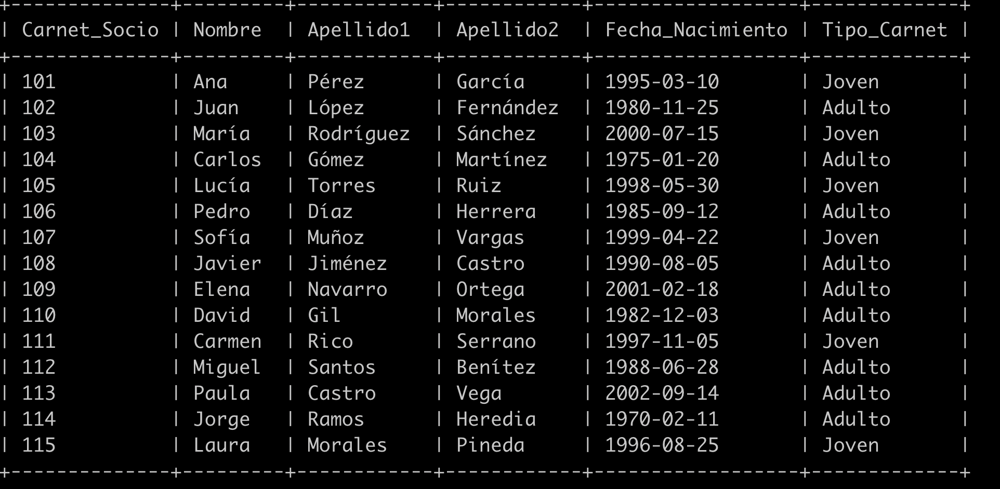 +--------------+---------+------------+------------+------------------+-------------+
| Carnet_Socio | Nombre  | Apellido1  | Apellido2  | Fecha_Nacimiento | Tipo_Carnet |
+--------------+---------+------------+------------+------------------+-------------+
| 101          | Ana     | Pérez      | García     | 1995-03-10       | Joven       |
| 102          | Juan    | López      | Fernández  | 1980-11-25       | Adulto      |
| 103          | María   | Rodríguez  | Sánchez    | 2000-07-15       | Joven       |
| 104          | Carlos  | Gómez      | Martínez   | 1975-01-20       | Adulto      |
| 105          | Lucía   | Torres     | Ruiz       | 1998-05-30       | Joven       |
| 106          | Pedro   | Díaz       | Herrera    | 1985-09-12       | Adulto      |
| 107          | Sofía   | Muñoz      | Vargas     | 1999-04-22       | Joven       |
| 108          | Javier  | Jiménez    | Castro     | 1990-08-05       | Adulto      |
| 109          | Elena   | Navarro    | Ortega     | 2001-02-18       | Adulto      |
| 110          | David   | Gil        | Morales    | 1982-12-03       | Adulto      |
| 111          | Carmen  | Rico       | Serrano    | 1997-11-05       | Joven       |
| 112          | Miguel  | Santos     | Benítez    | 1988-06-28       | Adulto      |
| 113          | Paula   | Castro     | Vega       | 2002-09-14       | Adulto      |
| 114          | Jorge   | Ramos      | Heredia    | 1970-02-11       | Adulto      |
| 115          | Laura   | Morales    | Pineda     | 1996-08-25       | Joven       |
+--------------+---------+------------+------------+------------------+-------------+